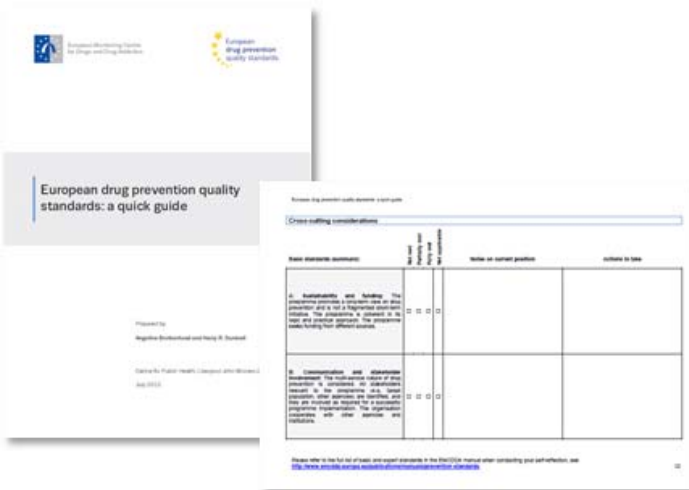 European Monitoring Centre
for Drugs and Drug Addiction
European
drug prevention
quality standards
European drug prevention quality
standards: a quick guide
Prepared by
July 2013
European drug prevention quality standards: a quick guide
Cross-cutting considerations
Basic standards (summary)
Not met
Partially met
Fully met
Not applicable
Notes on current position
Actions to take
A: Sustainability and funding: The
programme promotes a long-term view on drug
prevention and is not a fragmented short-term
initiative. The programme is coherent in its
logic and practical approach. The programme
seeks funding from different sources.
B: Communication and stakeholder
involvement: The multi-service nature of drug
prevention is considered. All stakeholders
relevant to the programme (e.g. target
population, other agencies) are identified, and
they are involved as required for a successful
programme implementation. The organisation
cooperates with other agencies and
institutions.
Please refer to the full list of basic and expert standards in the EMCDDA manual when conducting your self-reflection, see
http://www.emcdda.europa.eu/publications/manuals/prevention-standards